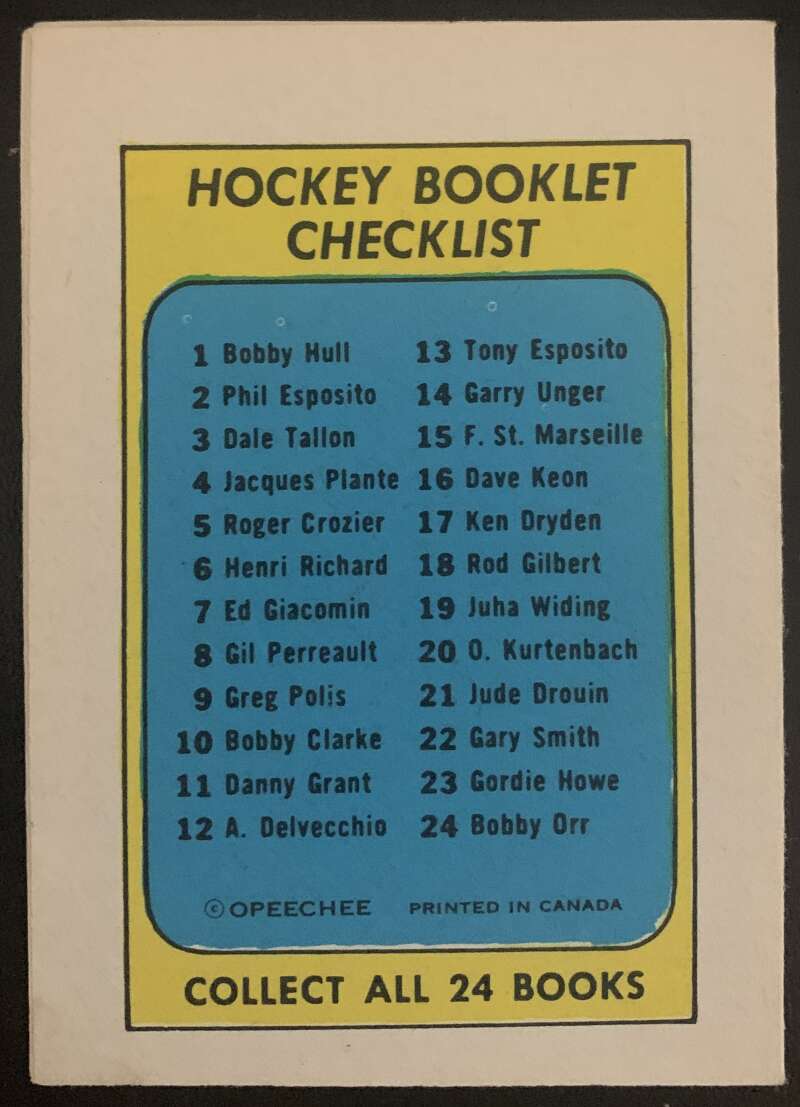 HOCKEY BOOKLET
CHECKLIST
1 Bobby Hull
2 Phil Esposito
3 Dale Tallon
4 Jacques Plante
5 Roger Crozier
6 Henri Richard
7 Ed Giacomin
8 Gil Perreault
9 Greg Polis
10 Bobby Clarke
11 Danny Grant
12 A. Delvecchio
13 Tony Esposito
14 Garry Unger
15 F. St. Marseille
16 Dave Keon
17 Ken Dryden
18 Rod Gilbert
19 Juha Widing
20 O. Kurtenbach
21 Jude Drouin
22 Gary Smith
23 Gordie Howe
24 Bobby Orr
© OPEECHEE PRINTED IN CANADA
COLLECT ALL 24 BOOKS